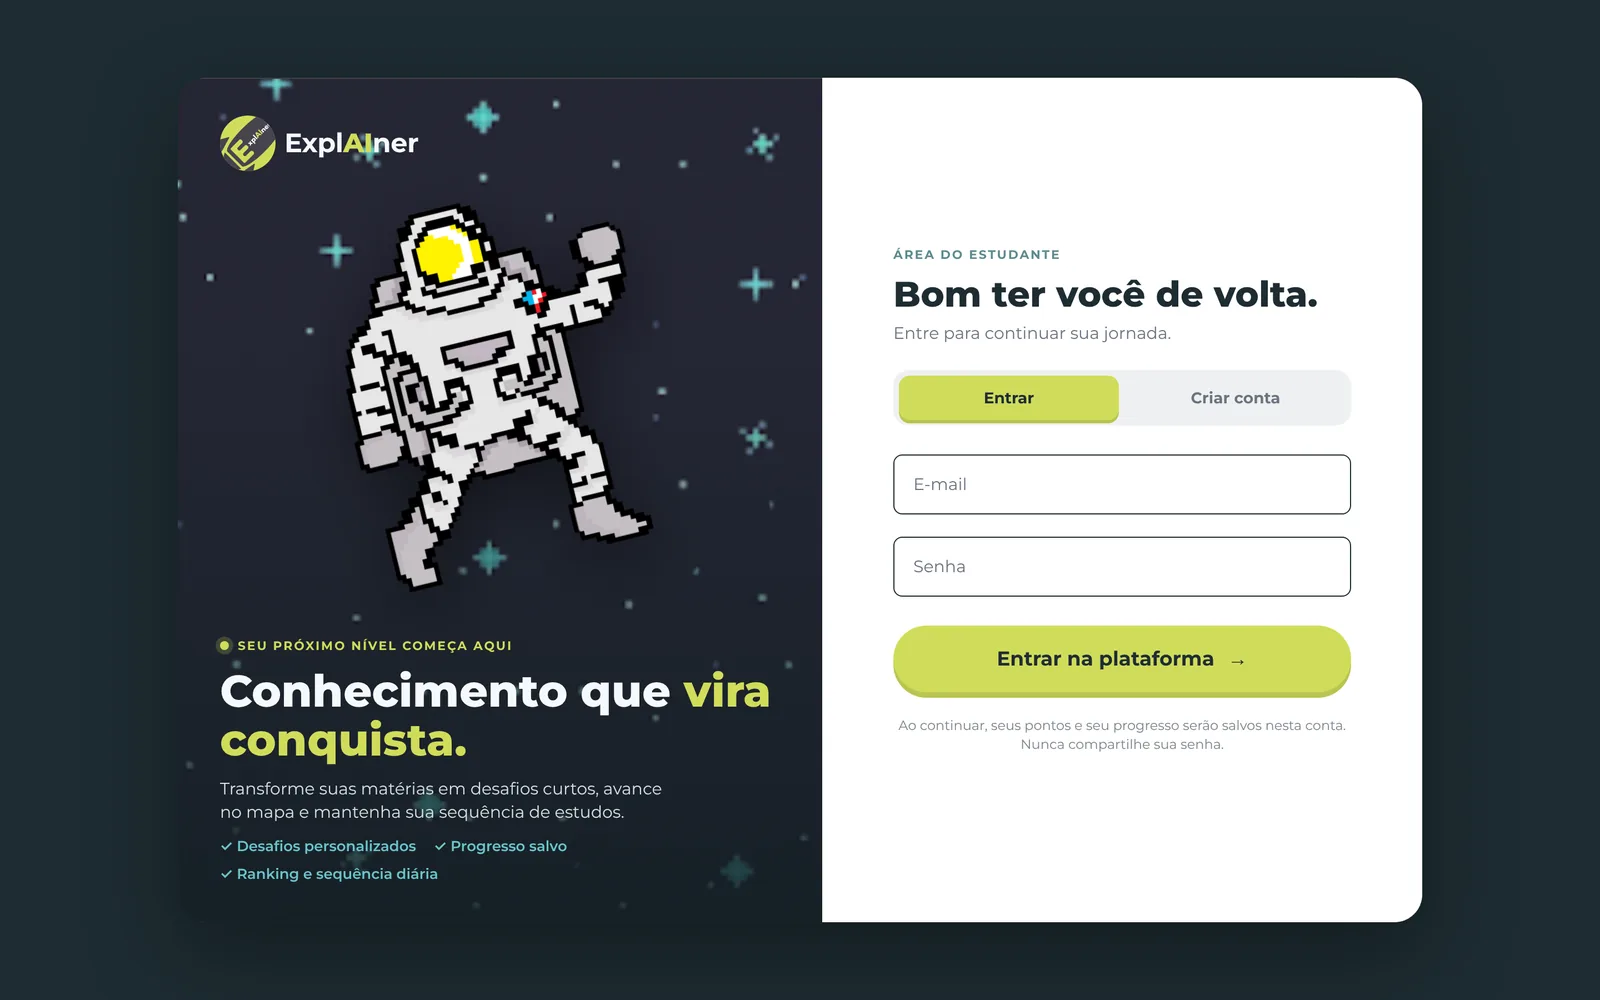 ExplAIner
ExplAIner
SEU PRÓXIMO NÍVEL COMEÇA AQUI
Conhecimento que vira
conquista.
Transforme suas matérias em desafios curtos, avance
no mapa e mantenha sua sequência de estudos.
✓ Desafios personalizados ✓ Progresso salvo
✓ Ranking e sequência diária
ÁREA DO ESTUDANTE
Bom ter você de volta.
Entre para continuar sua jornada.
Entrar Criar conta
E-mail
Senha
Entrar na plataforma →
Ao continuar, seus pontos e seu progresso serão salvos nesta conta.
Nunca compartilhe sua senha.